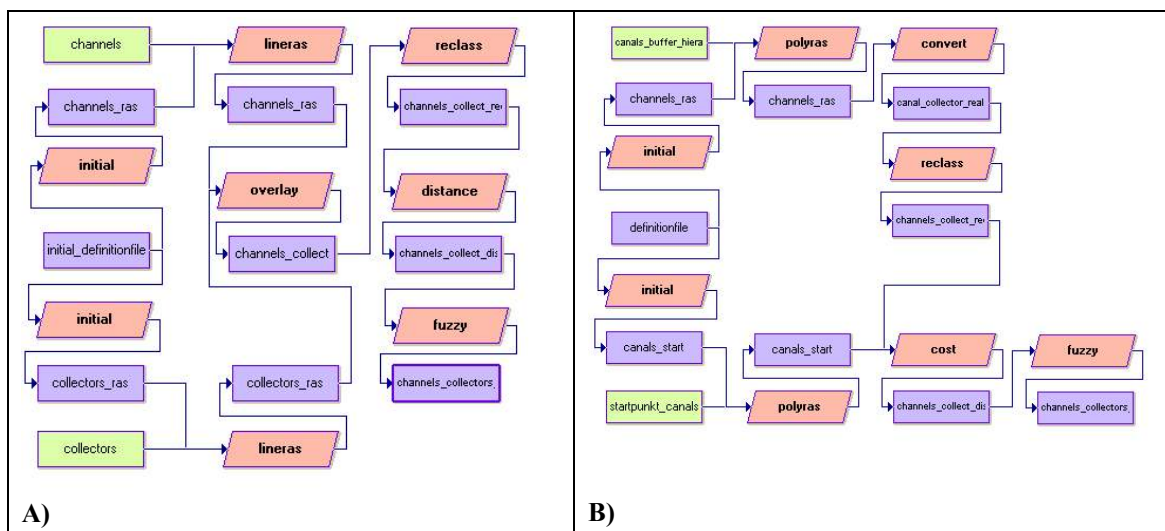 channels
lineras
reclass
channels_ras
channels_ras
channels_collect_re
initial
overlay
distance
initial_definitionfile
channels_collect
channels_collect_dis
initial
fuzzy
collectors_ras
collectors_ras
channels_collectors_
collectors
lineras
A)
canals_buffer_hiera
polyras
convert
channels_ras
channels_ras
canal_collector_real
initial
reclass
definitionfile
channels_collect_re
initial
canals_start
canals_start
cost
fuzzy
startpunkt_canals
polyras
channels_collect_dis
channels_collectors_
B)